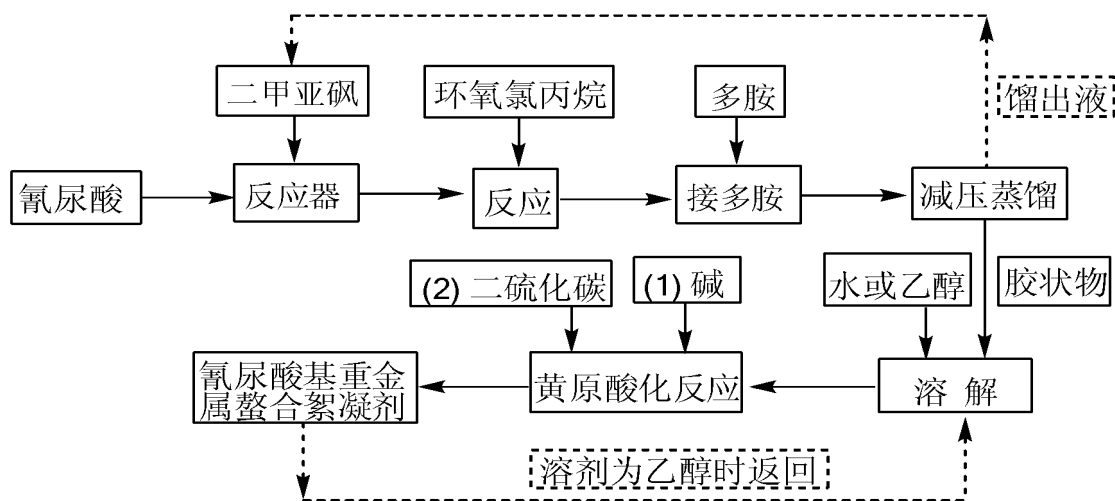 二甲亚砜
环氧氯丙烷
多胺
馏出液
氰尿酸
反应器
反应
接多胺
减压蒸馏
(2) 二硫化碳
(1) 碱
水或乙醇
胶状物
氰尿酸基重金
属螯合絮凝剂
黄原酸化反应
溶 解
溶剂为乙醇时返回